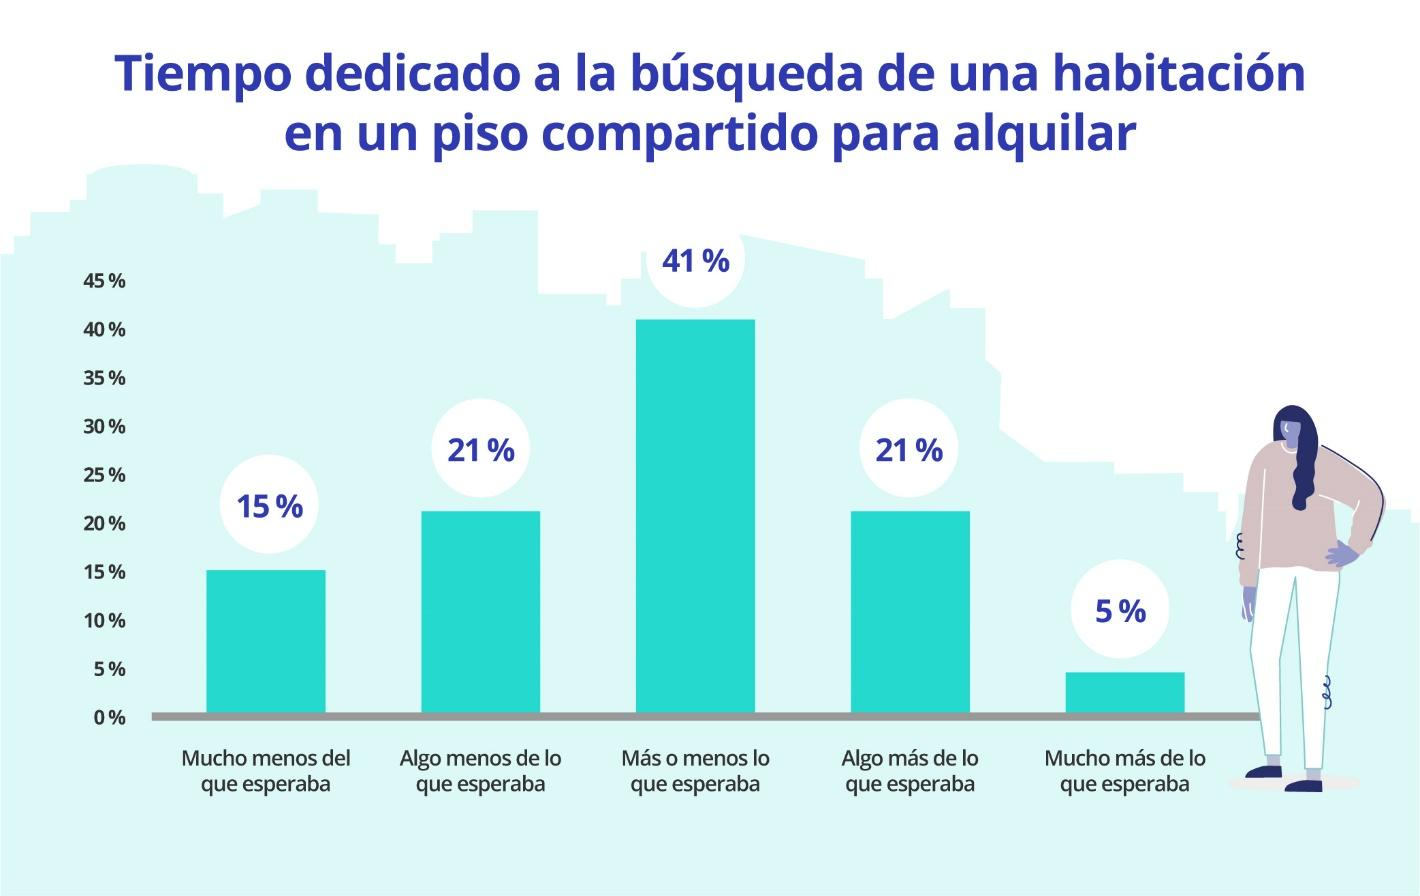 Tiempo dedicado a la búsqueda de una habitación
en un piso compartido para alquilar
41 %
45 %
40 %
35 %
30 %
25 %
20 %
15 %
10 %
5 %
0 %
15 %
21 %
21 %
5 %
Mucho menos del
que esperaba
Algo menos de lo
que esperaba
Más o menos lo
que esperaba
Algo más de lo
que esperaba
Mucho más de lo
que esperaba